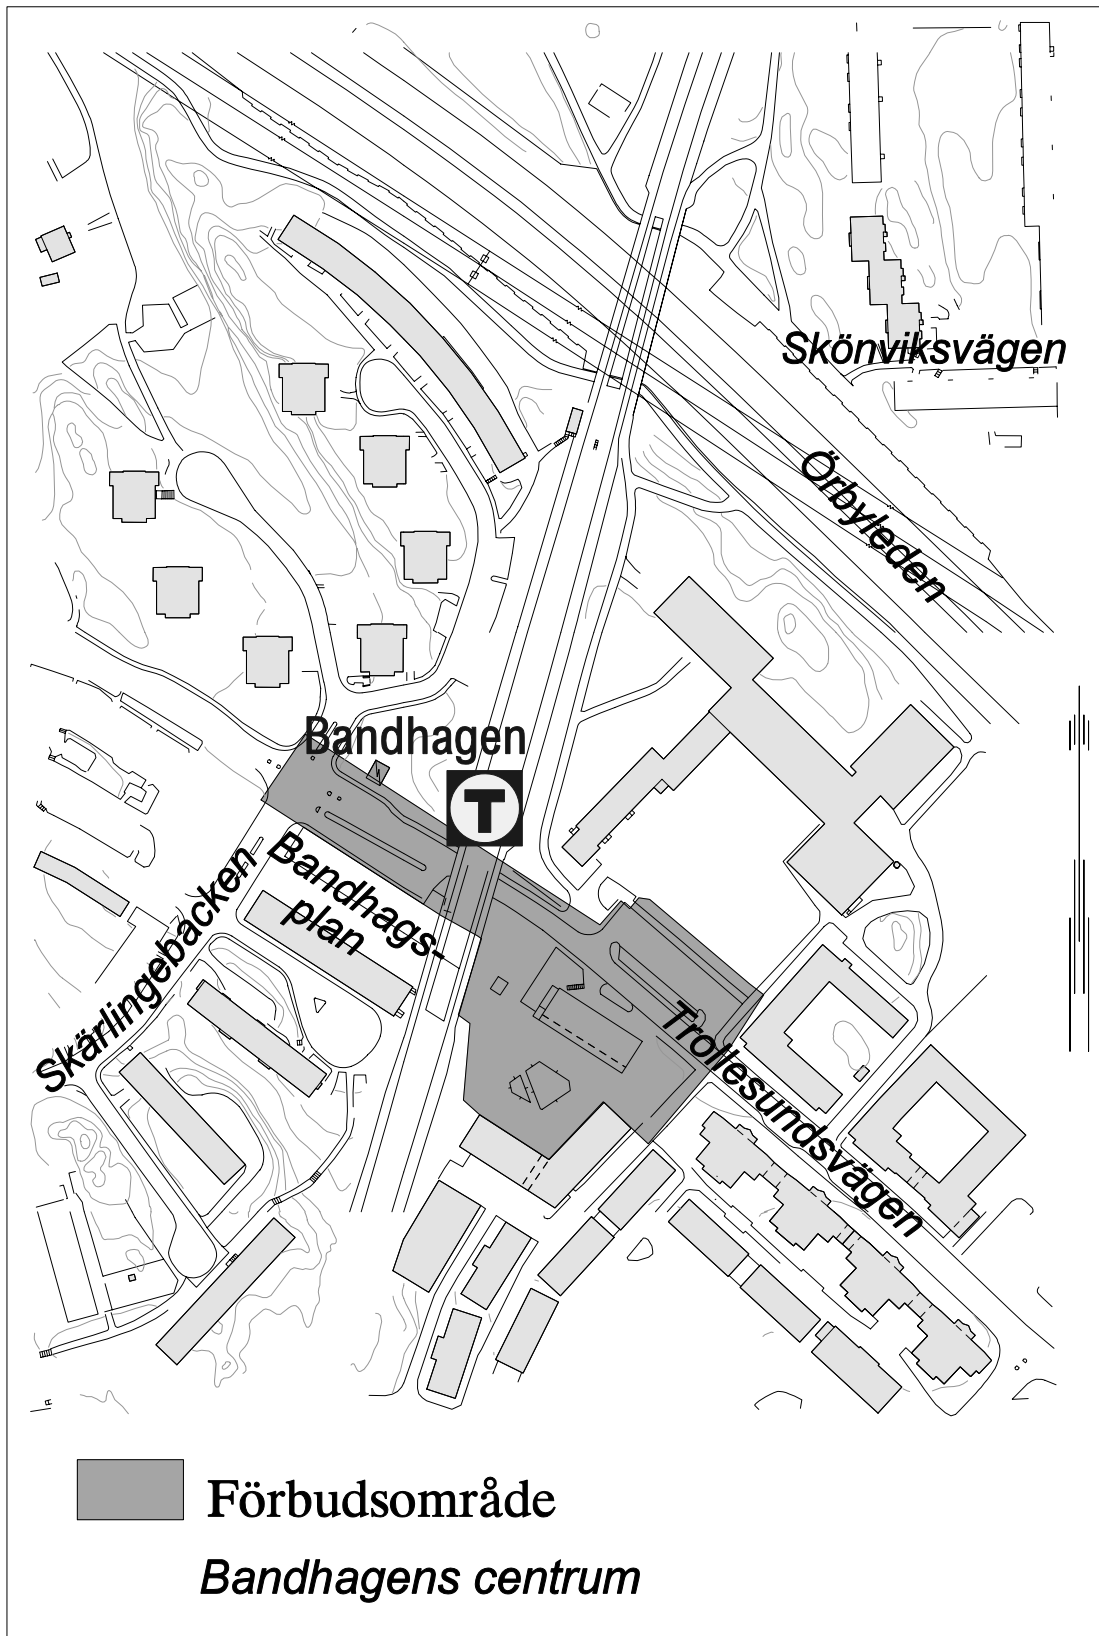 Skönviksvägen
Örbyleden
Bandhagen
T
Bandhags-
plan
Skärlingebacken
Trollesundsvägen
Förbudsområde
Bandhagens centrum